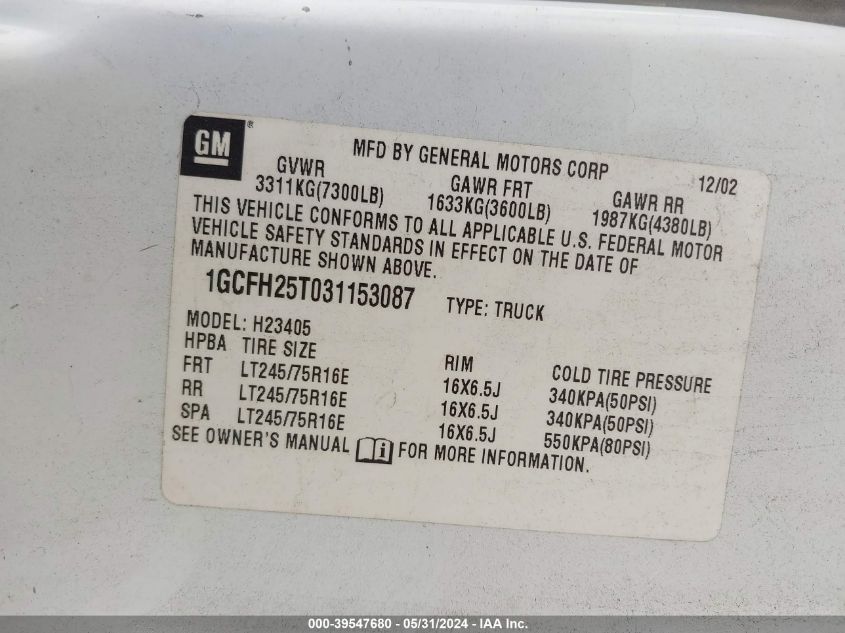 GM®
MFD BY GENERAL MOTORS CORP 12/02
GVWR GAWR FRT GAWR RR
3311KG(7300LB) 1633KG(3600LB) 1987KG(4380LB)
THIS VEHICLE CONFORMS TO ALL APPLICABLE U.S. FEDERAL MOTOR
VEHICLE SAFETY STANDARDS IN EFFECT ON THE DATE OF
MANUFACTURE SHOWN ABOVE.
1GCFH25T031153087 TYPE: TRUCK
MODEL: H23405
HPBA TIRE SIZE RIM COLD TIRE PRESSURE
FRT LT245/75R16E 16X6.5J 340KPA(50PSI)
RR LT245/75R16E 16X6.5J 340KPA(50PSI)
SPA LT245/75R16E 16X6.5J 550KPA(80PSI)
SEE OWNER'S MANUAL i FOR MORE INFORMATION.
000-39547680 - 05/31/2024 - IAA Inc.